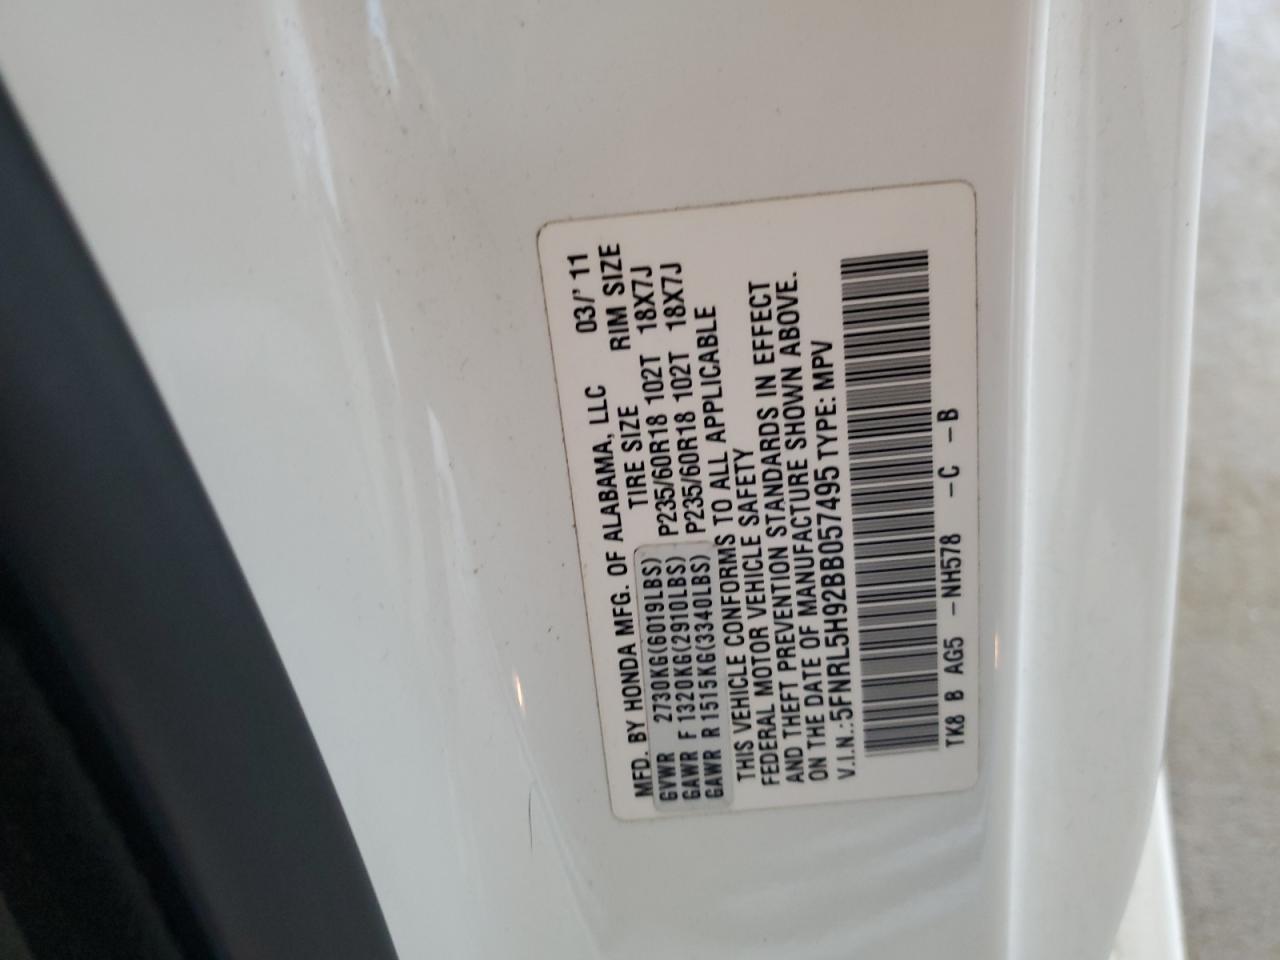 MFD. BY HONDA MFG. OF ALABAMA, LLC 03/'11
TIRE SIZE RIM SIZE
GVWR 2730KG(6019LBS)
GAWR F 1320KG(2910LBS) P235/60R18 102T 18X7J
GAWR R 1515KG(3340LBS) P235/60R18 102T 18X7J
THIS VEHICLE CONFORMS TO ALL APPLICABLE
FEDERAL MOTOR VEHICLE SAFETY
AND THEFT PREVENTION STANDARDS IN EFFECT
ON THE DATE OF MANUFACTURE SHOWN ABOVE.
V.I.N.:5FNRL5H92BB057495 TYPE: MPV
TK8 B AG5 -NH578 -C -B